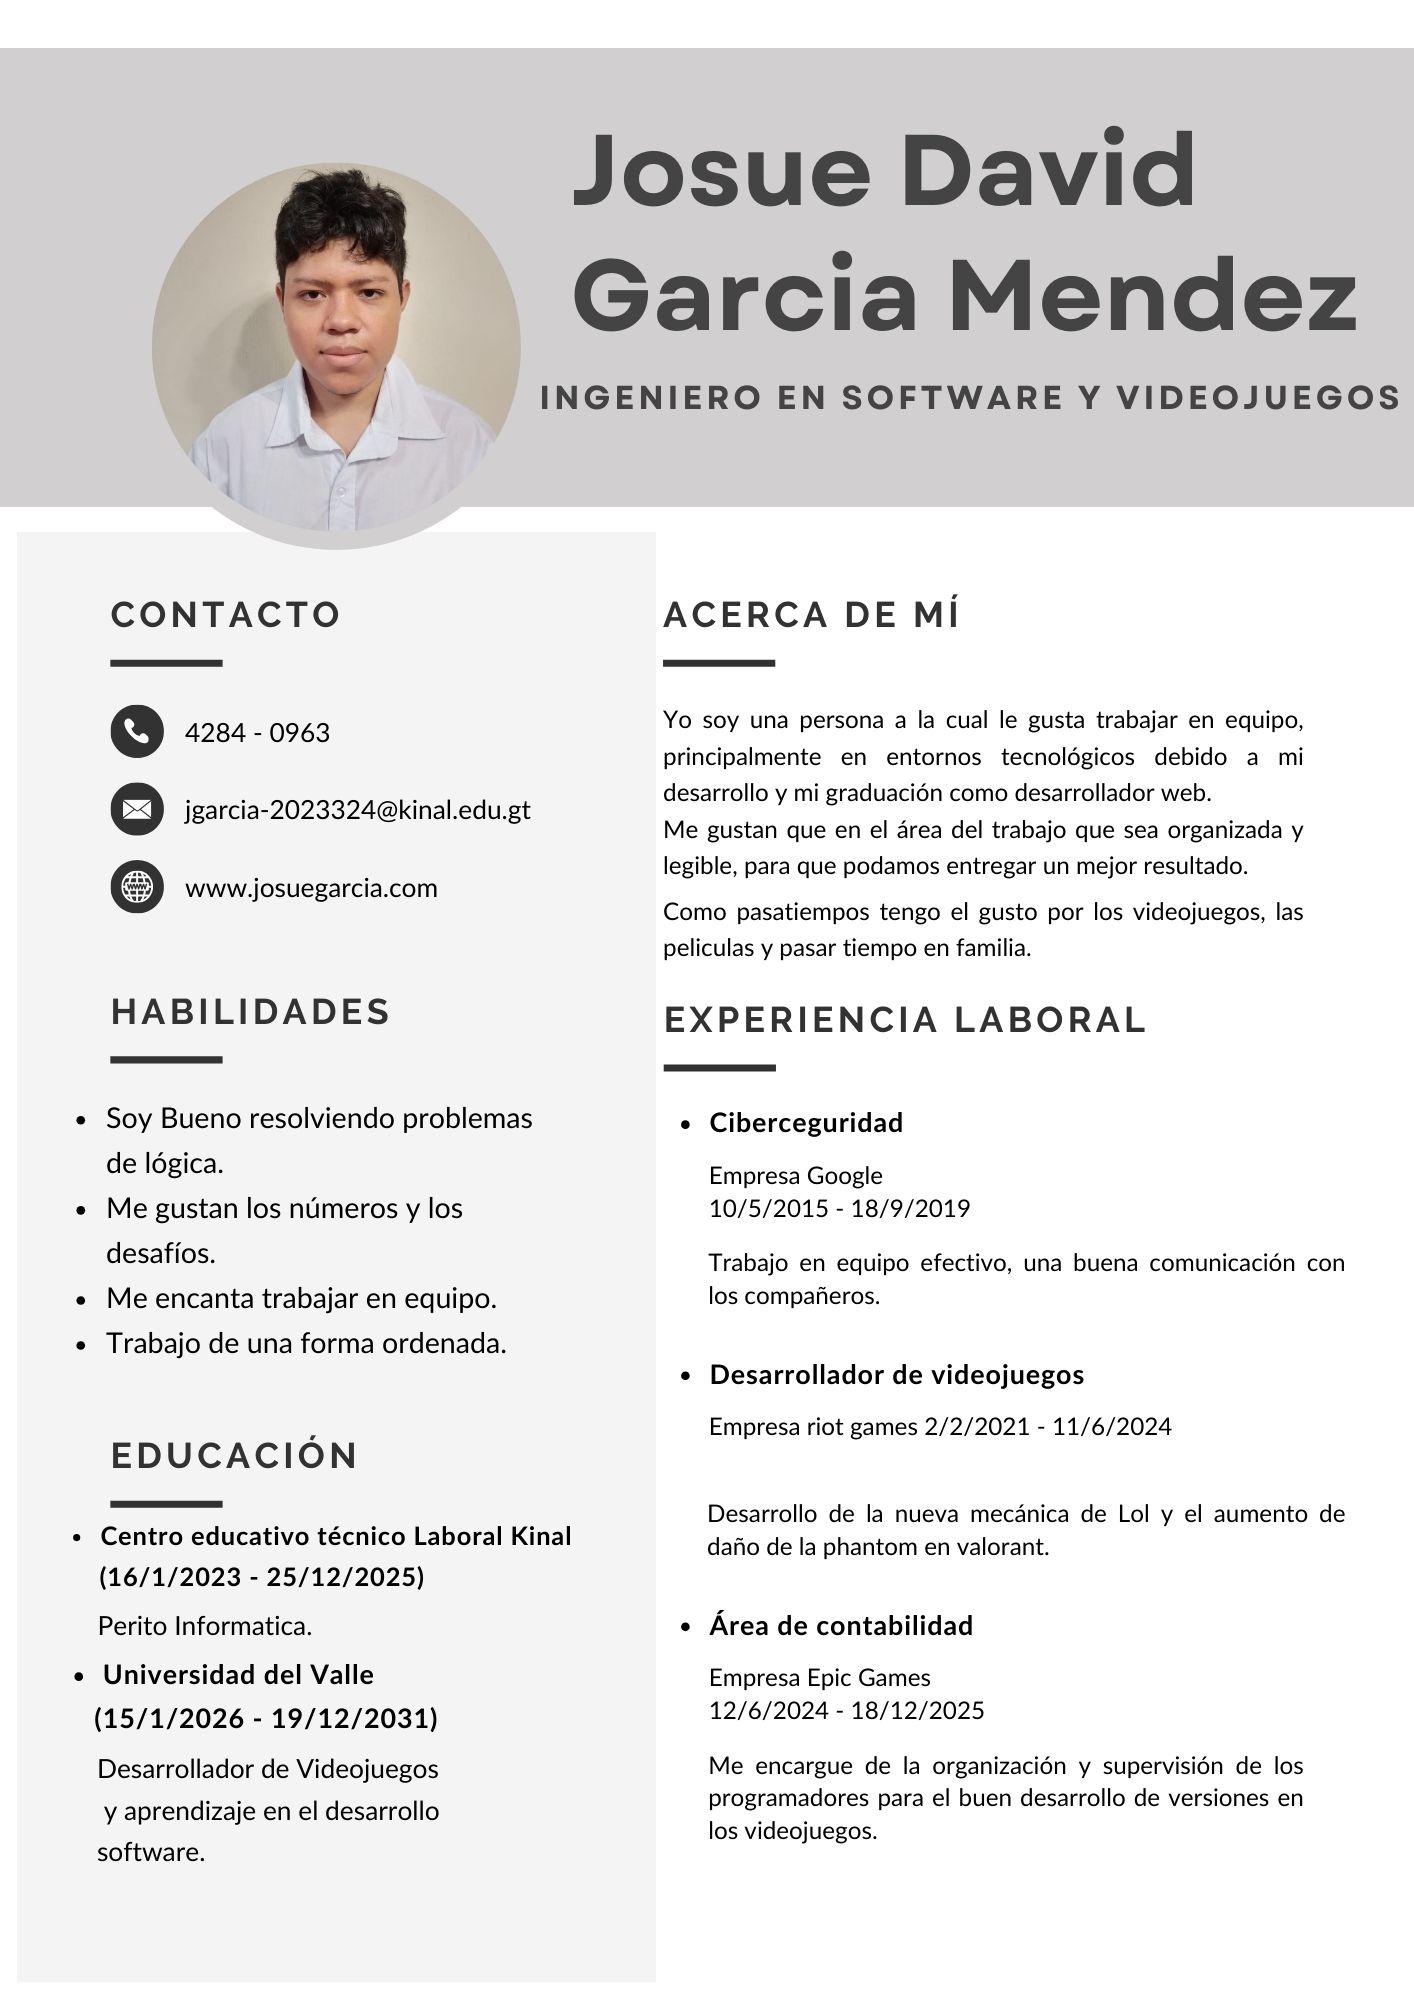 Josue David
Garcia Mendez
INGENIERO EN SOFTWARE Y VIDEOJUEGOS
CONTACTO
4284 - 0963
jgarcia-2023324@kinal.edu.gt
www.josuegarcia.com
HABILIDADES
• Soy Bueno resolviendo problemas
de lógica.
• Me gustan los números y los
desafíos.
• Me encanta trabajar en equipo.
• Trabajo de una forma ordenada.
EDUCACIÓN
• Centro educativo técnico Laboral Kinal
(16/1/2023 - 25/12/2025)
Perito Informatica.
• Universidad del Valle
(15/1/2026 - 19/12/2031)
Desarrollador de Videojuegos
y aprendizaje en el desarrollo
software.
ACERCA DE MÍ
Yo soy una persona a la cual le gusta trabajar en equipo,
principalmente en entornos tecnológicos debido a mi
desarrollo y mi graduación como desarrollador web.
Me gustan que en el área del trabajo que sea organizada y
legible, para que podamos entregar un mejor resultado.
Como pasatiempos tengo el gusto por los videojuegos, las
peliculas y pasar tiempo en familia.
EXPERIENCIA LABORAL
• Ciberceguridad
Empresa Google
10/5/2015 - 18/9/2019
Trabajo en equipo efectivo, una buena comunicación con
los compañeros.
• Desarrollador de videojuegos
Empresa riot games 2/2/2021 - 11/6/2024
Desarrollo de la nueva mecánica de Lol y el aumento de
daño de la phantom en valorant.
• Área de contabilidad
Empresa Epic Games
12/6/2024 - 18/12/2025
Me encargue de la organización y supervisión de los
programadores para el buen desarrollo de versiones en
los videojuegos.